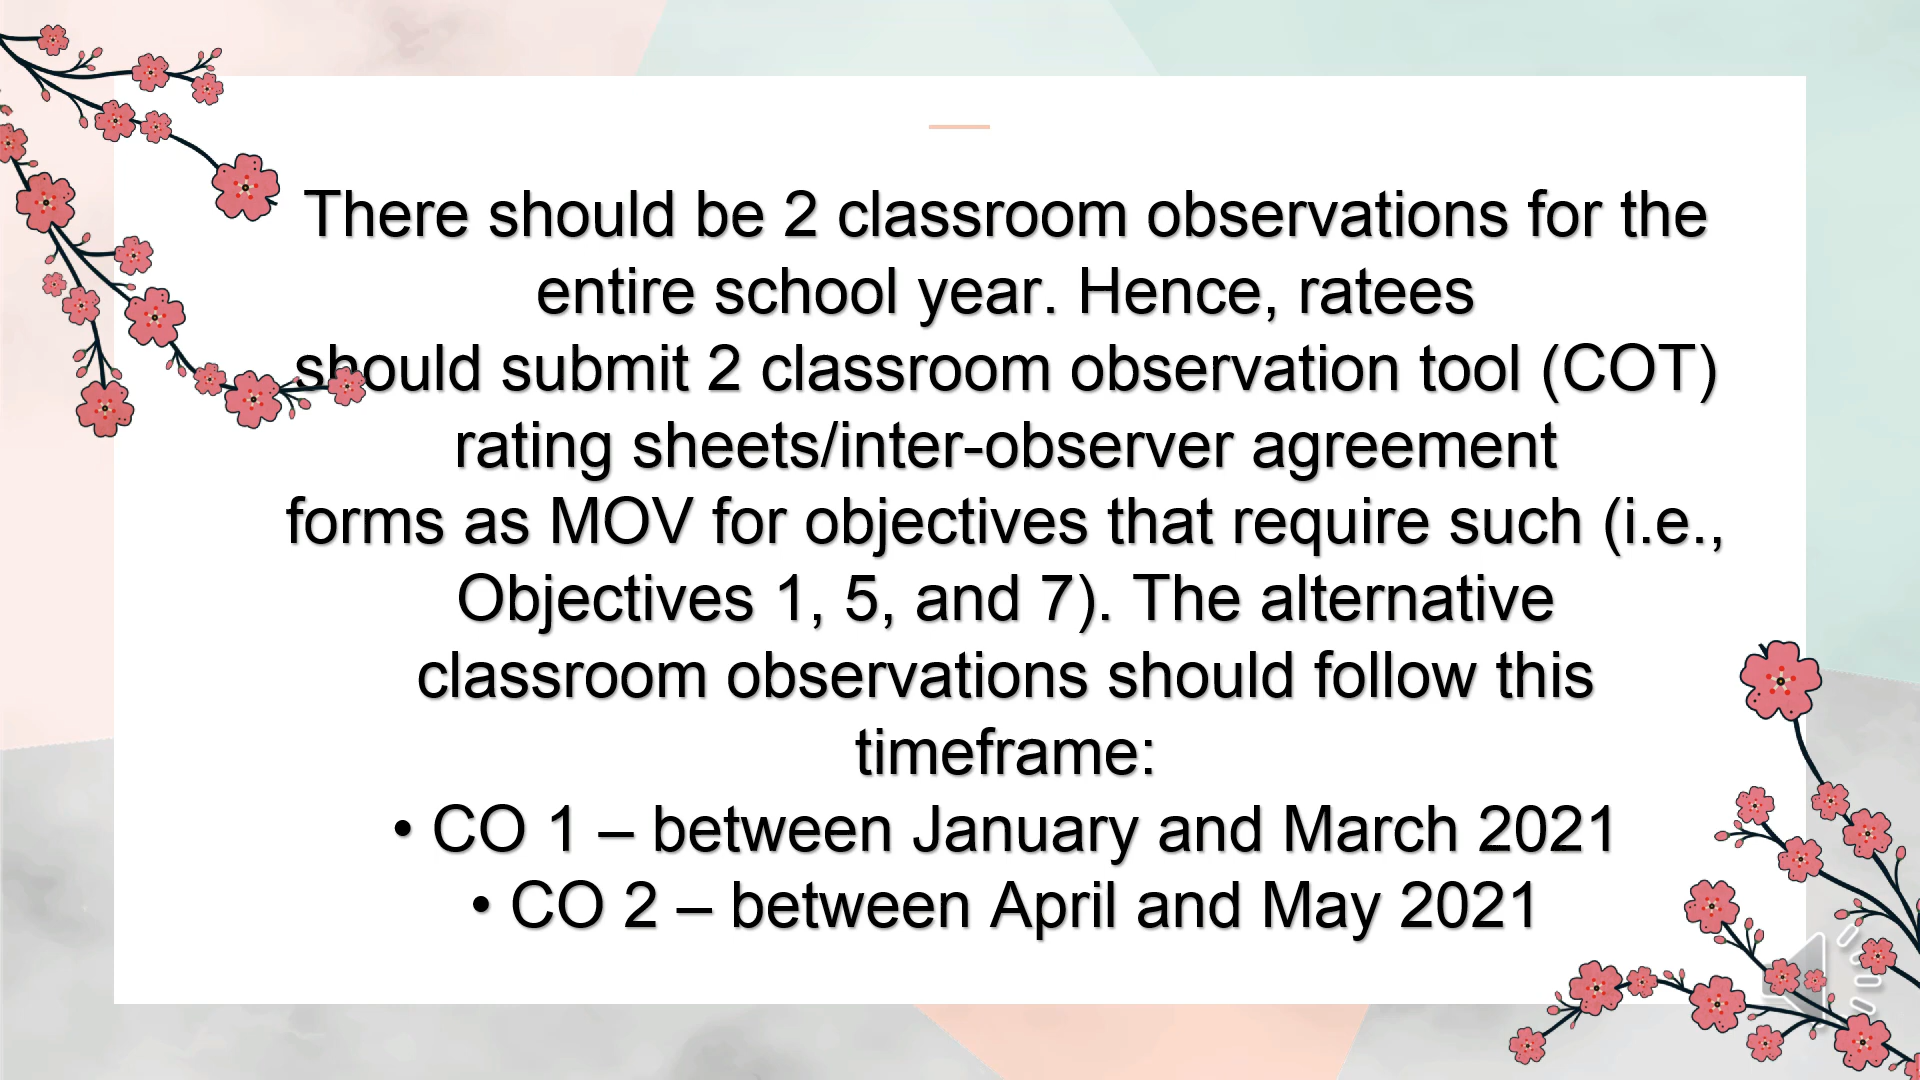 There should be 2 classroom observations for the
entire school year. Hence, ratees
should submit 2 classroom observation tool (COT)
rating sheets/inter-observer agreement
forms as MOV for objectives that require such (i.e.,
Objectives 1, 5, and 7). The alternative
classroom observations should follow this
timeframe:
• CO 1 – between January and March 2021
• CO 2 – between April and May 2021